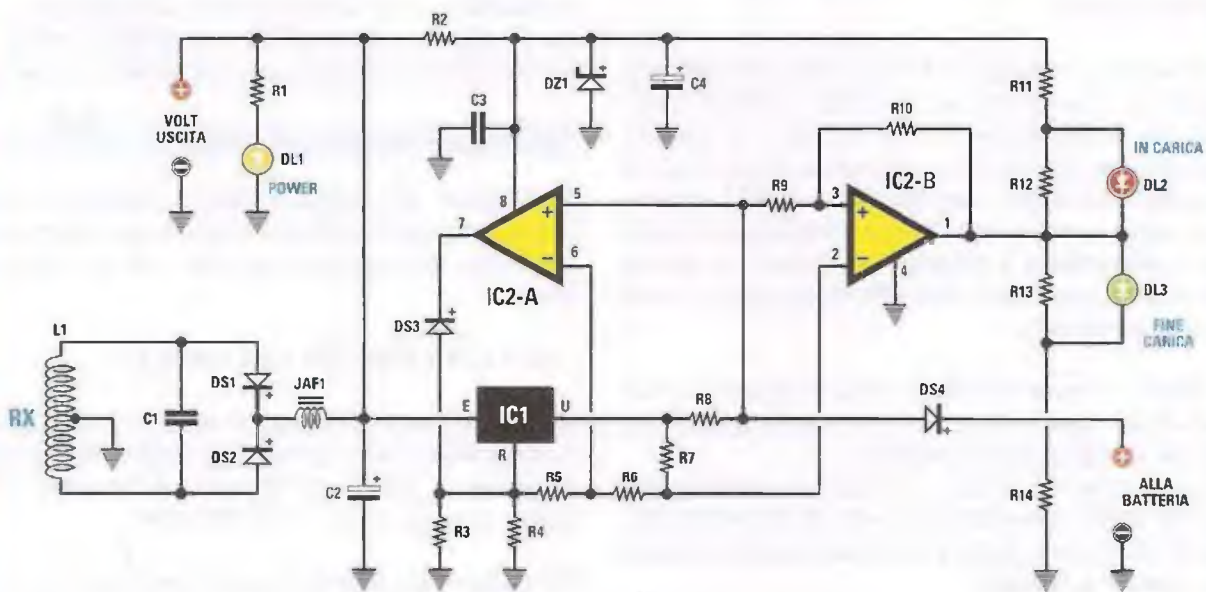 R2
R1
VOLT
USCITA
DL1
POWER
C3
DZ1
C4
R11
R10
IN CARICA
R12
DL2
IC2-B
R9
3
2
1
4
8
5
6
7
IC2-A
R13
DL3
FINE
CARICA
L1
RX
C1
DS1
DS2
JAF1
DS3
E
IC1
U
R
R8
R7
DS4
C2
R5
R6
R3
R4
R14
ALLA
BATTERIA